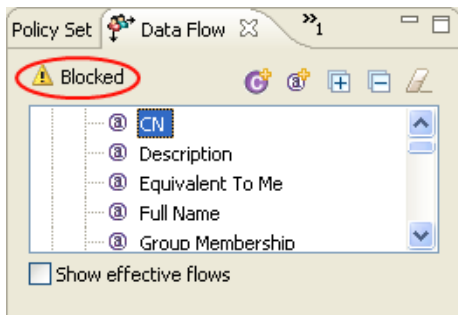 Policy Set Data Flow »1
Blocked
CN
Description
Equivalent To Me
Full Name
Group Membership
Show effective flows